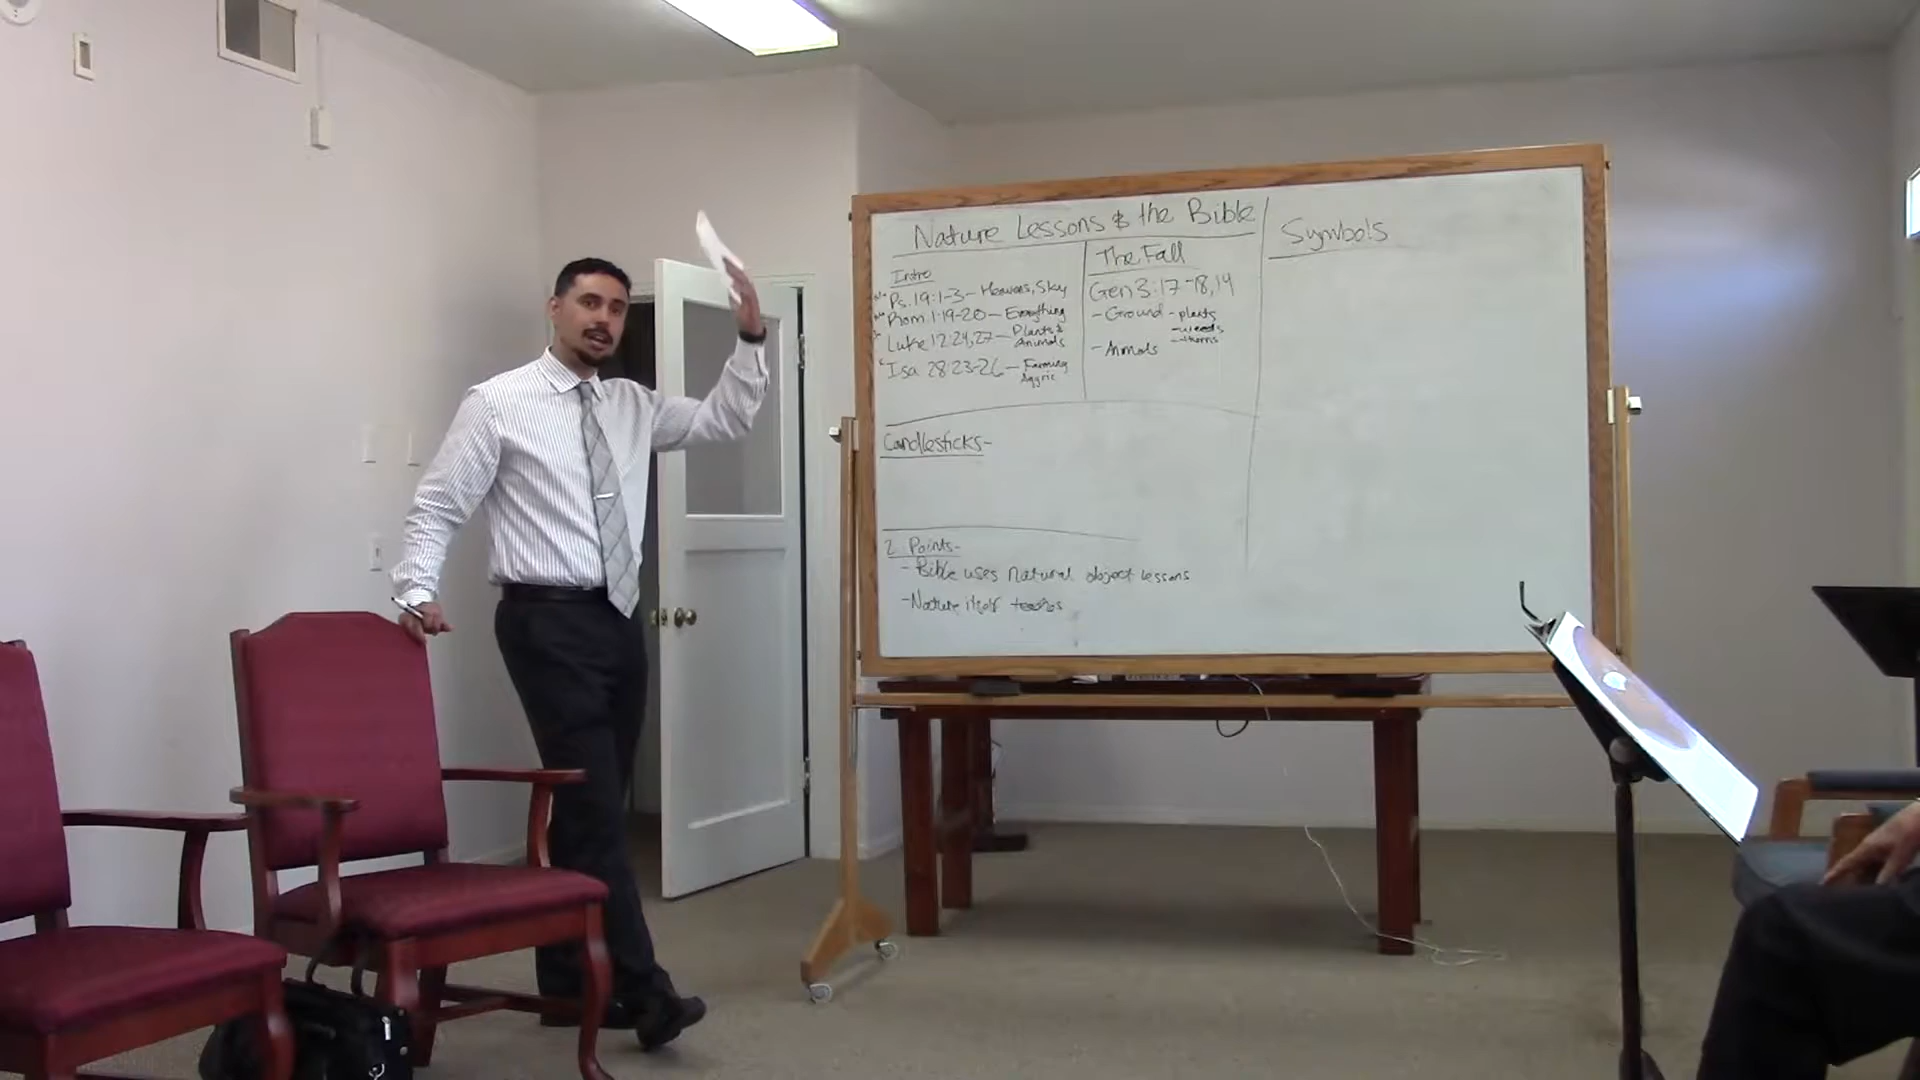 Nature Lessons & the Bible
Intro
Ps. 19:1-3 - Heavens, Sky
Rom. 1:19-20 - Everything
Luke 12:24,27 - Plants & Animals
Isa 28:23-26 - Farming Agric
The Fall
Gen 3:17-18,14
- Ground - plants
- weeds
- thorns
- Animals
Candlesticks-
2 Points-
- Bible uses natural object lessons
- Nature itself teaches
Symbols